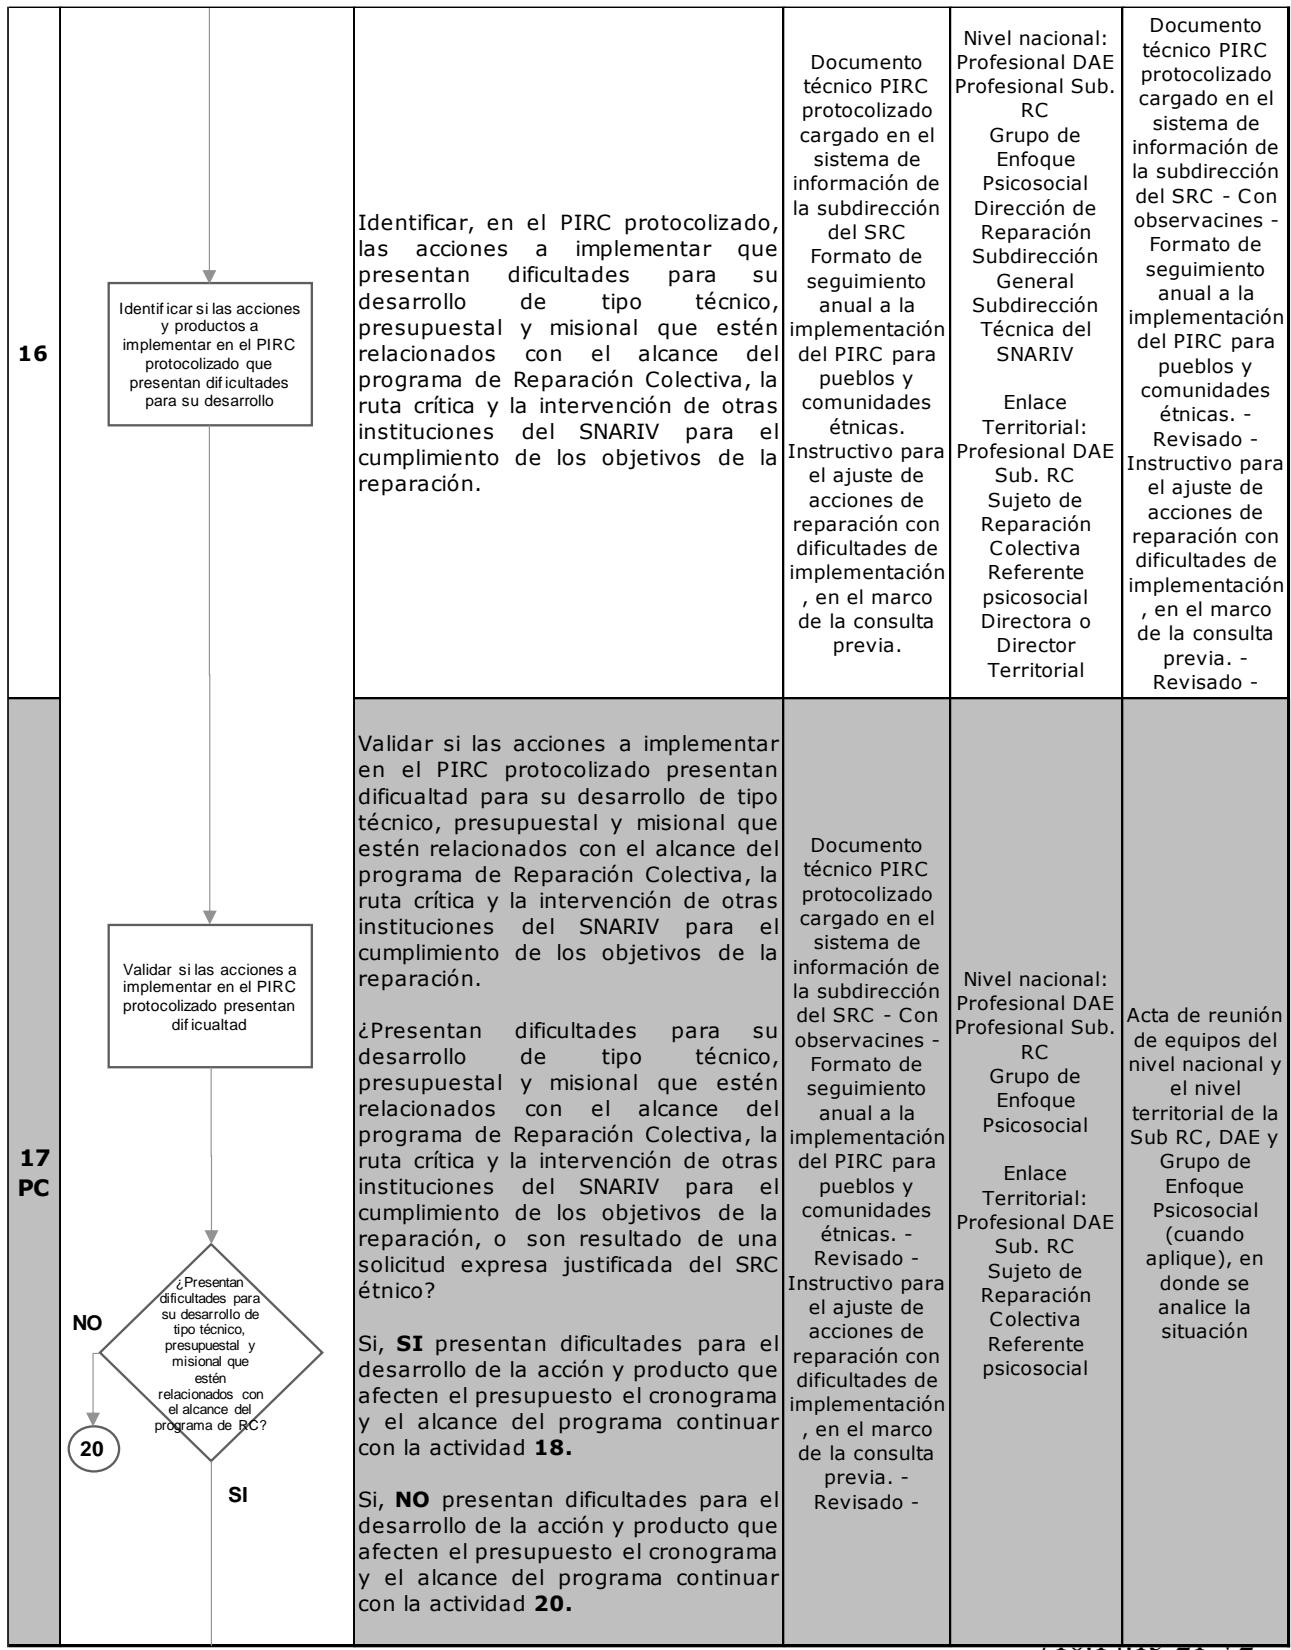 16
Identificar si las acciones
y productos a
implementar en el PIRC
protocolizado que
presentan dificultades
para su desarrollo
Identificar, en el PIRC protocolizado,
las acciones a implementar que
presentan dificultades para su
desarrollo de tipo técnico,
presupuestal y misional que estén
relacionados con el alcance del
programa de Reparación Colectiva, la
ruta crítica y la intervención de otras
instituciones del SNARIV para el
cumplimiento de los objetivos de la
reparación.
Documento
técnico PIRC
protocolizado
cargado en el
sistema de
información de
la subdirección
del SRC
Formato de
seguimiento
anual a la
implementación
del PIRC para
pueblos y
comunidades
étnicas.
Instructivo para
el ajuste de
acciones de
reparación con
dificultades de
implementación
, en el marco
de la consulta
previa.
Nivel nacional:
Profesional DAE
Profesional Sub.
RC
Grupo de
Enfoque
Psicosocial
Dirección de
Reparación
Subdirección
General
Subdirección
Técnica del
SNARIV
Enlace
Territorial:
Profesional DAE
Sub. RC
Sujeto de
Reparación
Colectiva
Referente
psicosocial
Directora o
Director
Territorial
Documento
técnico PIRC
protocolizado
cargado en el
sistema de
información de
la subdirección
del SRC - Con
observacines -
Formato de
seguimiento
anual a la
implementación
del PIRC para
pueblos y
comunidades
étnicas. -
Revisado -
Instructivo para
el ajuste de
acciones de
reparación con
dificultades de
implementación
, en el marco
de la consulta
previa. -
Revisado -
17
PC
Validar si las acciones a
implementar en el PIRC
protocolizado presentan
dificualtad
¿Presentan
dificultades para
su desarrollo de
tipo técnico,
presupuestal y
misional que
estén
relacionados con
el alcance del
programa de RC?
NO
20
SI
Validar si las acciones a implementar
en el PIRC protocolizado presentan
dificualtad para su desarrollo de tipo
técnico, presupuestal y misional que
estén relacionados con el alcance del
programa de Reparación Colectiva, la
ruta crítica y la intervención de otras
instituciones del SNARIV para el
cumplimiento de los objetivos de la
reparación.
¿Presentan dificultades para su
desarrollo de tipo técnico,
presupuestal y misional que estén
relacionados con el alcance del
programa de Reparación Colectiva, la
ruta crítica y la intervención de otras
instituciones del SNARIV para el
cumplimiento de los objetivos de la
reparación, o son resultado de una
solicitud expresa justificada del SRC
étnico?
Si, SI presentan dificultades para el
desarrollo de la acción y producto que
afecten el presupuesto el cronograma
y el alcance del programa continuar
con la actividad 18.
Si, NO presentan dificultades para el
desarrollo de la acción y producto que
afecten el presupuesto el cronograma
y el alcance del programa continuar
con la actividad 20.
Documento
técnico PIRC
protocolizado
cargado en el
sistema de
información de
la subdirección
del SRC - Con
observacines -
Formato de
seguimiento
anual a la
implementación
del PIRC para
pueblos y
comunidades
étnicas. -
Revisado -
Instructivo para
el ajuste de
acciones de
reparación con
dificultades de
implementación
, en el marco
de la consulta
previa. -
Revisado -
Nivel nacional:
Profesional DAE
Profesional Sub.
RC
Grupo de
Enfoque
Psicosocial
Enlace
Territorial:
Profesional DAE
Sub. RC
Sujeto de
Reparación
Colectiva
Referente
psicosocial
Acta de reunión
de equipos del
nivel nacional y
el nivel
territorial de la
Sub RC, DAE y
Grupo de
Enfoque
Psicosocial
(cuando
aplique), en
donde se
analice la
situación